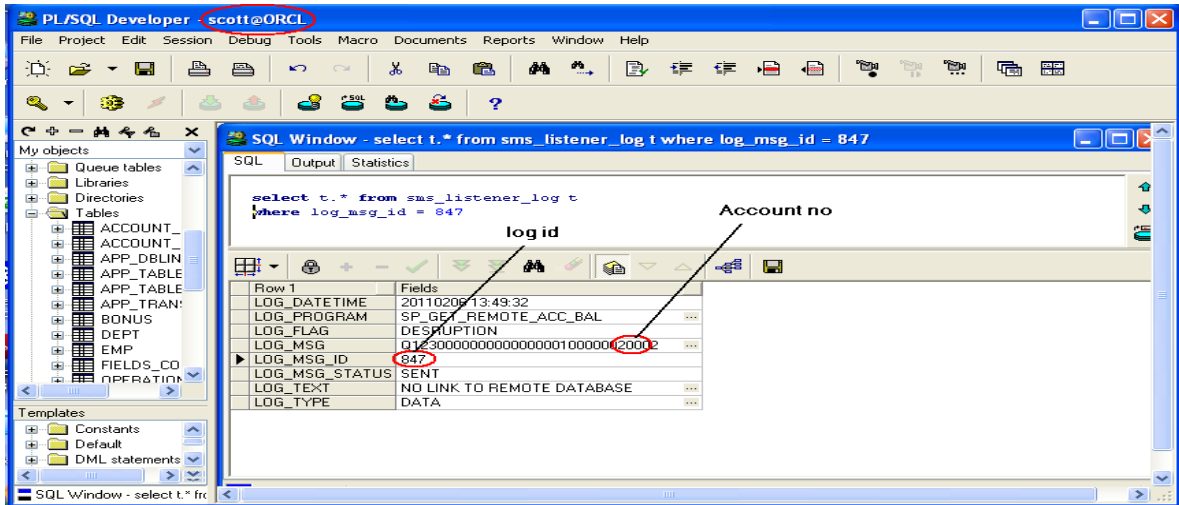 PL/SQL Developer - scott@ORCL
File Project Edit Session Debug Tools Macro Documents Reports Window Help
My objects
Queue tables
Libraries
Directories
Tables
ACCOUNT_
ACCOUNT_
APP_DBLIN
APP_TABLE
APP_TABLE
APP_TRAN
BONUS
DEPT
EMP
FIELDS_CO
OPERATION
Templates
Constants
Default
DML statements
SQL Window - select t.* fr
SQL Window - select t.* from sms_listener_log t where log_msg_id = 847
SQL Output Statistics
select t.* from sms_listener_log t
where log_msg_id = 847
Account no
log id
Row 1 Fields
LOG_DATETIME 20110206 13:49:32
LOG_PROGRAM SP_GET_REMOTE_ACC_BAL
LOG_FLAG DESRUPTION
LOG_MSG
LOG_MSG_ID 847
LOG_MSG_STATUS SENT
LOG_TEXT NO LINK TO REMOTE DATABASE
LOG_TYPE DATA